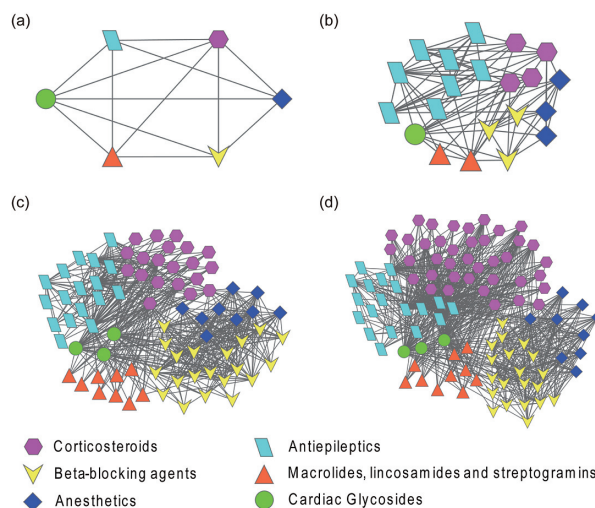 (a)
(b)
(c)
(d)
Corticosteroids
Antiepileptics
Beta-blocking agents
Macrolides, lincosamides and streptogramins
Anesthetics
Cardiac Glycosides